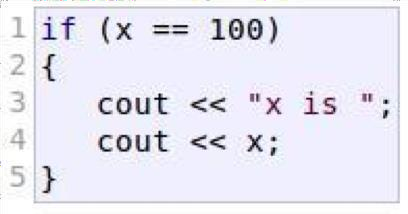 1 if (x == 100)
2 {
3    cout << "x is ";
4    cout << x;
5 }